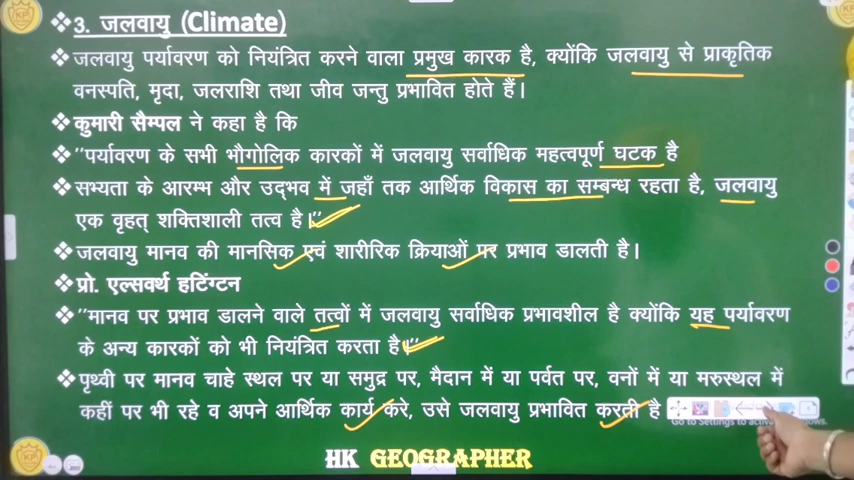 ❖3. जलवायु (Climate)
❖जलवायु पर्यावरण को नियंत्रित करने वाला प्रमुख कारक है, क्योंकि जलवायु से प्राकृतिक
वनस्पति, मृदा, जलराशि तथा जीव जन्तु प्रभावित होते हैं।
❖कुमारी सैम्पल ने कहा है कि
❖"पर्यावरण के सभी भौगोलिक कारकों में जलवायु सर्वाधिक महत्वपूर्ण घटक है
❖सभ्यता के आरम्भ और उद्भव में जहाँ तक आर्थिक विकास का सम्बन्ध रहता है, जलवायु
एक वृहत् शक्तिशाली तत्व है।"
❖जलवायु मानव की मानसिक एवं शारीरिक क्रियाओं पर प्रभाव डालती है।
❖प्रो. एल्सवर्थ हटिंग्टन
❖"मानव पर प्रभाव डालने वाले तत्वों में जलवायु सर्वाधिक प्रभावशील है क्योंकि यह पर्यावरण
के अन्य कारकों को भी नियंत्रित करता है।"
❖पृथ्वी पर मानव चाहे स्थल पर या समुद्र पर, मैदान में या पर्वत पर, वनों में या मरुस्थल में
कहीं पर भी रहे व अपने आर्थिक कार्य करे, उसे जलवायु प्रभावित करती है
Go to Settings to
HK GEOGRAPHER